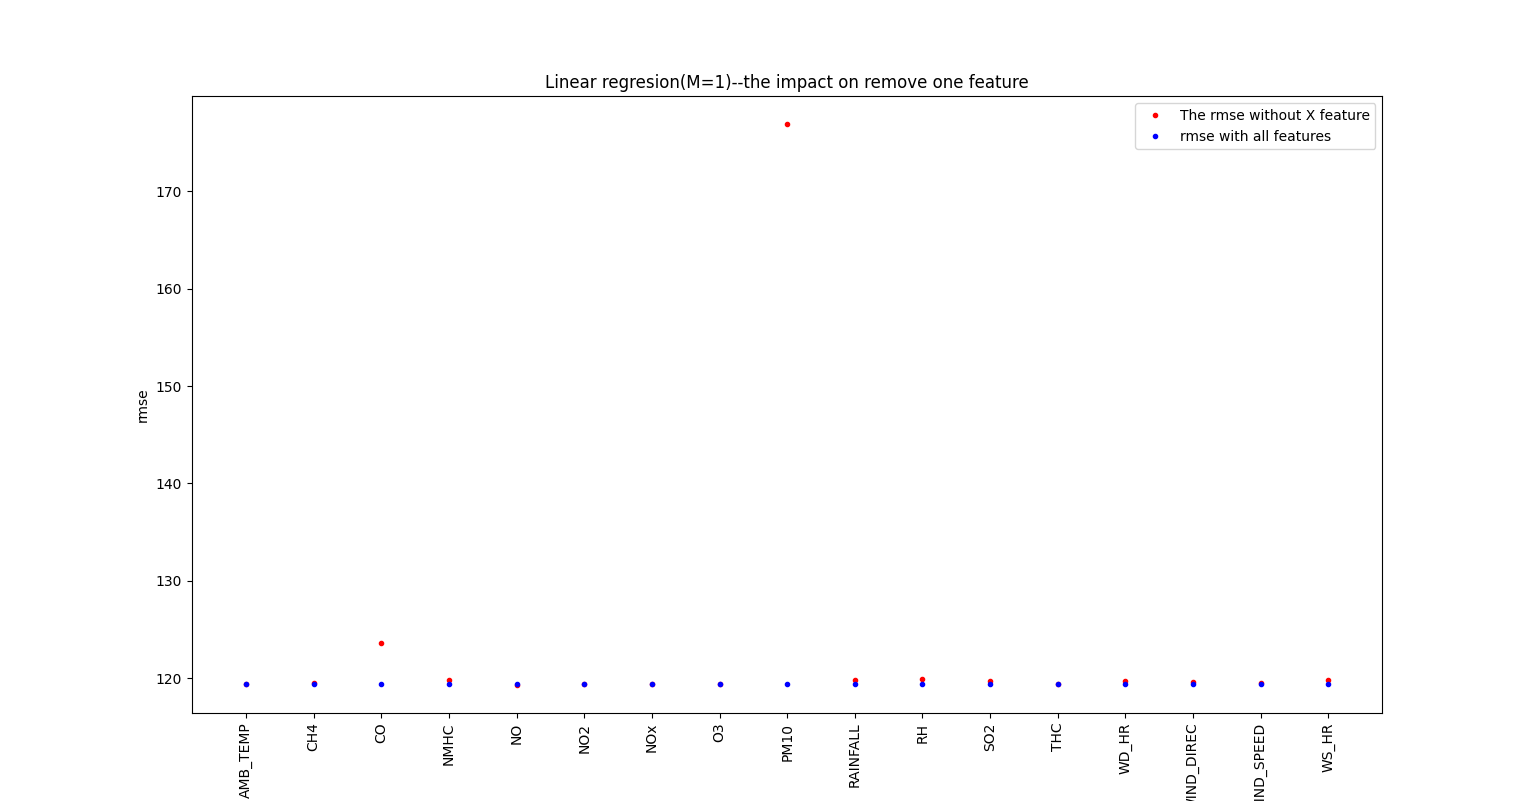 Linear regresion(M=1)--the impact on remove one feature
The rmse without X feature
rmse with all features
rmse
170
160
150
140
130
120
AMB_TEMP
CH4
CO
NMHC
NO
NO2
NOx
O3
PM10
RAINFALL
RH
SO2
THC
WD_HR
IND_DIREC
IND_SPEED
WS_HR